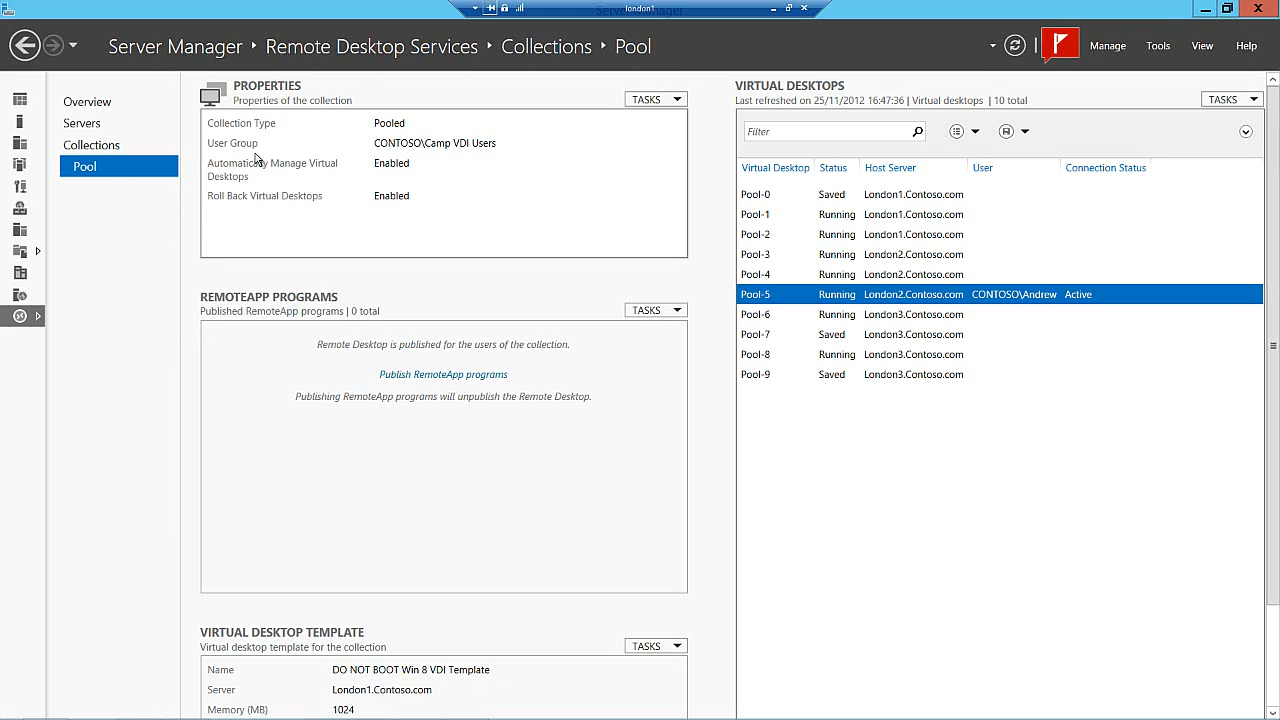 london1
Server Manager
Server Manager ▸ Remote Desktop Services ▸ Collections ▸ Pool
Manage Tools View Help
Overview
Servers
Collections
Pool
PROPERTIES
Properties of the collection
TASKS
Collection Type Pooled
User Group CONTOSO\Camp VDI Users
Automatically Manage Virtual Enabled
Desktops
Roll Back Virtual Desktops Enabled
REMOTEAPP PROGRAMS
Published RemoteApp programs | 0 total
TASKS
Remote Desktop is published for the users of the collection.
Publish RemoteApp programs
Publishing RemoteApp programs will unpublish the Remote Desktop.
VIRTUAL DESKTOP TEMPLATE
Virtual desktop template for the collection
TASKS
Name DO NOT BOOT Win 8 VDI Template
Server London1.Contoso.com
Memory (MB) 1024
VIRTUAL DESKTOPS
Last refreshed on 25/11/2012 16:47:36 | Virtual desktops | 10 total
TASKS
Filter
Virtual Desktop Status Host Server User Connection Status
Pool-0 Saved London1.Contoso.com
Pool-1 Running London1.Contoso.com
Pool-2 Running London1.Contoso.com
Pool-3 Running London2.Contoso.com
Pool-4 Running London2.Contoso.com
Pool-5 Running London2.Contoso.com CONTOSO\Andrew Active
Pool-6 Running London3.Contoso.com
Pool-7 Saved London3.Contoso.com
Pool-8 Running London3.Contoso.com
Pool-9 Saved London3.Contoso.com